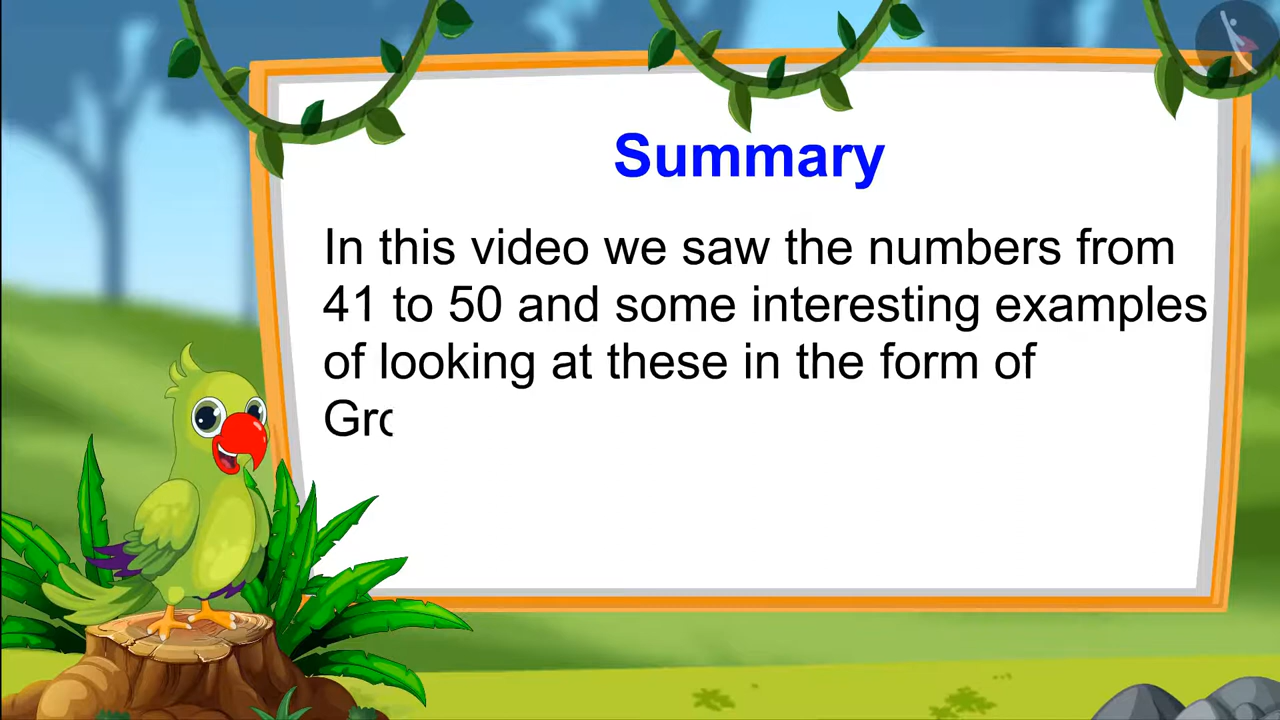 Summary
In this video we saw the numbers from
41 to 50 and some interesting examples
of looking at these in the form of